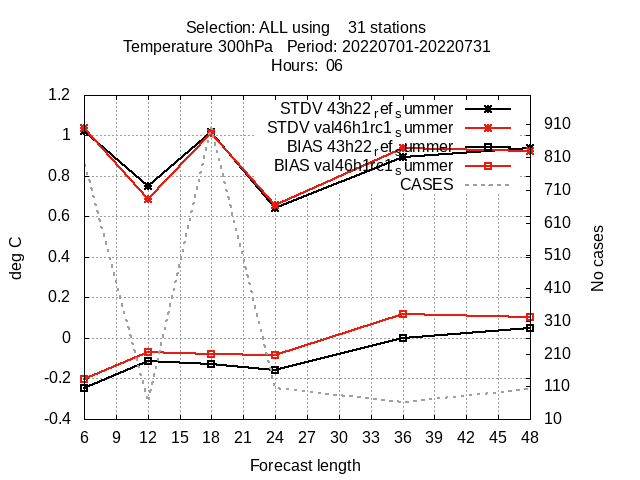 Selection: ALL using 31 stations
Temperature 300hPa Period: 20220701-20220731
Hours: 06
1.2
1
0.8
0.6
0.4
0.2
0
-0.2
-0.4
deg C
STDV 43h22_ref_summer
STDV val46h1rc1_summer
BIAS 43h22_ref_summer
BIAS val46h1rc1_summer
CASES
910
810
710
610
510
410
310
210
110
10
No cases
6 9 12 15 18 21 24 27 30 33 36 39 42 45 48
Forecast length